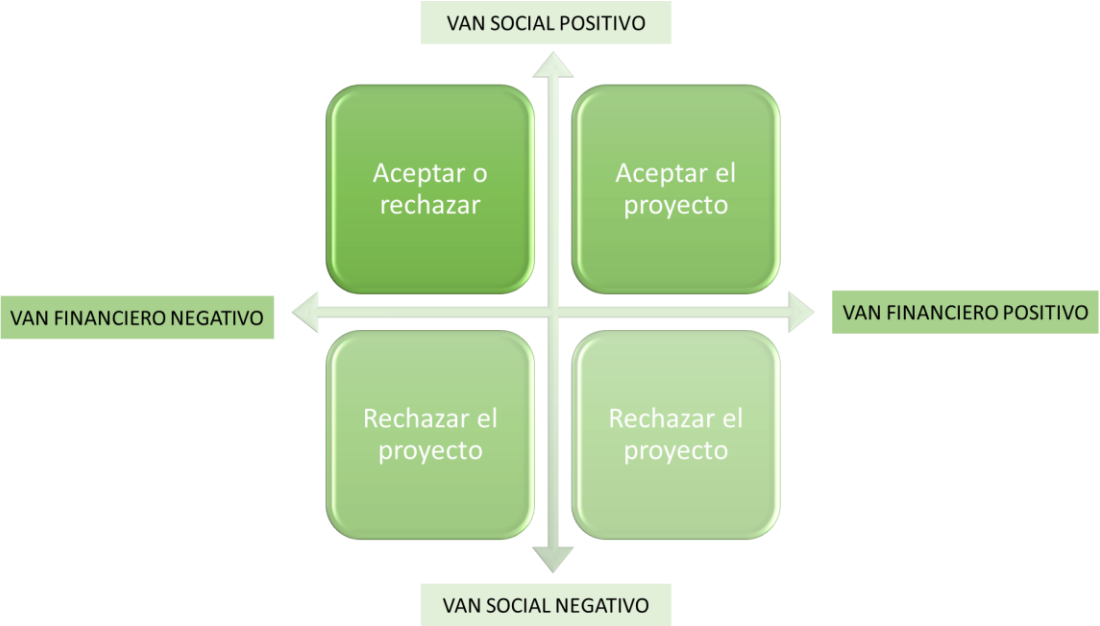 VAN SOCIAL POSITIVO
Aceptar o
rechazar
Aceptar el
proyecto
VAN FINANCIERO NEGATIVO
VAN FINANCIERO POSITIVO
Rechazar el
proyecto
Rechazar el
proyecto
VAN SOCIAL NEGATIVO